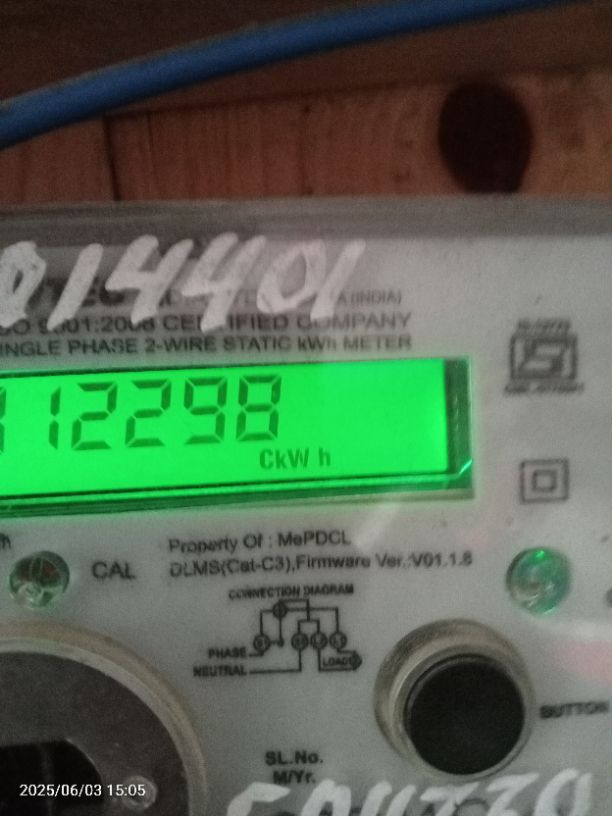 014401
(INDIA)
9001:2008 CERTIFIED COMPANY
SINGLE PHASE 2-WIRE STATIC kWh METER
12298
CkWh
Property Of : MePDCL
CAL
DLMS(Cat-C3),Firmware Ver.:V01.1.8
CONNECTION DIAGRAM
PHASE
NEUTRAL
LOAD
BUTTON
SL.No.
M/Yr.
2025/06/03 15:05